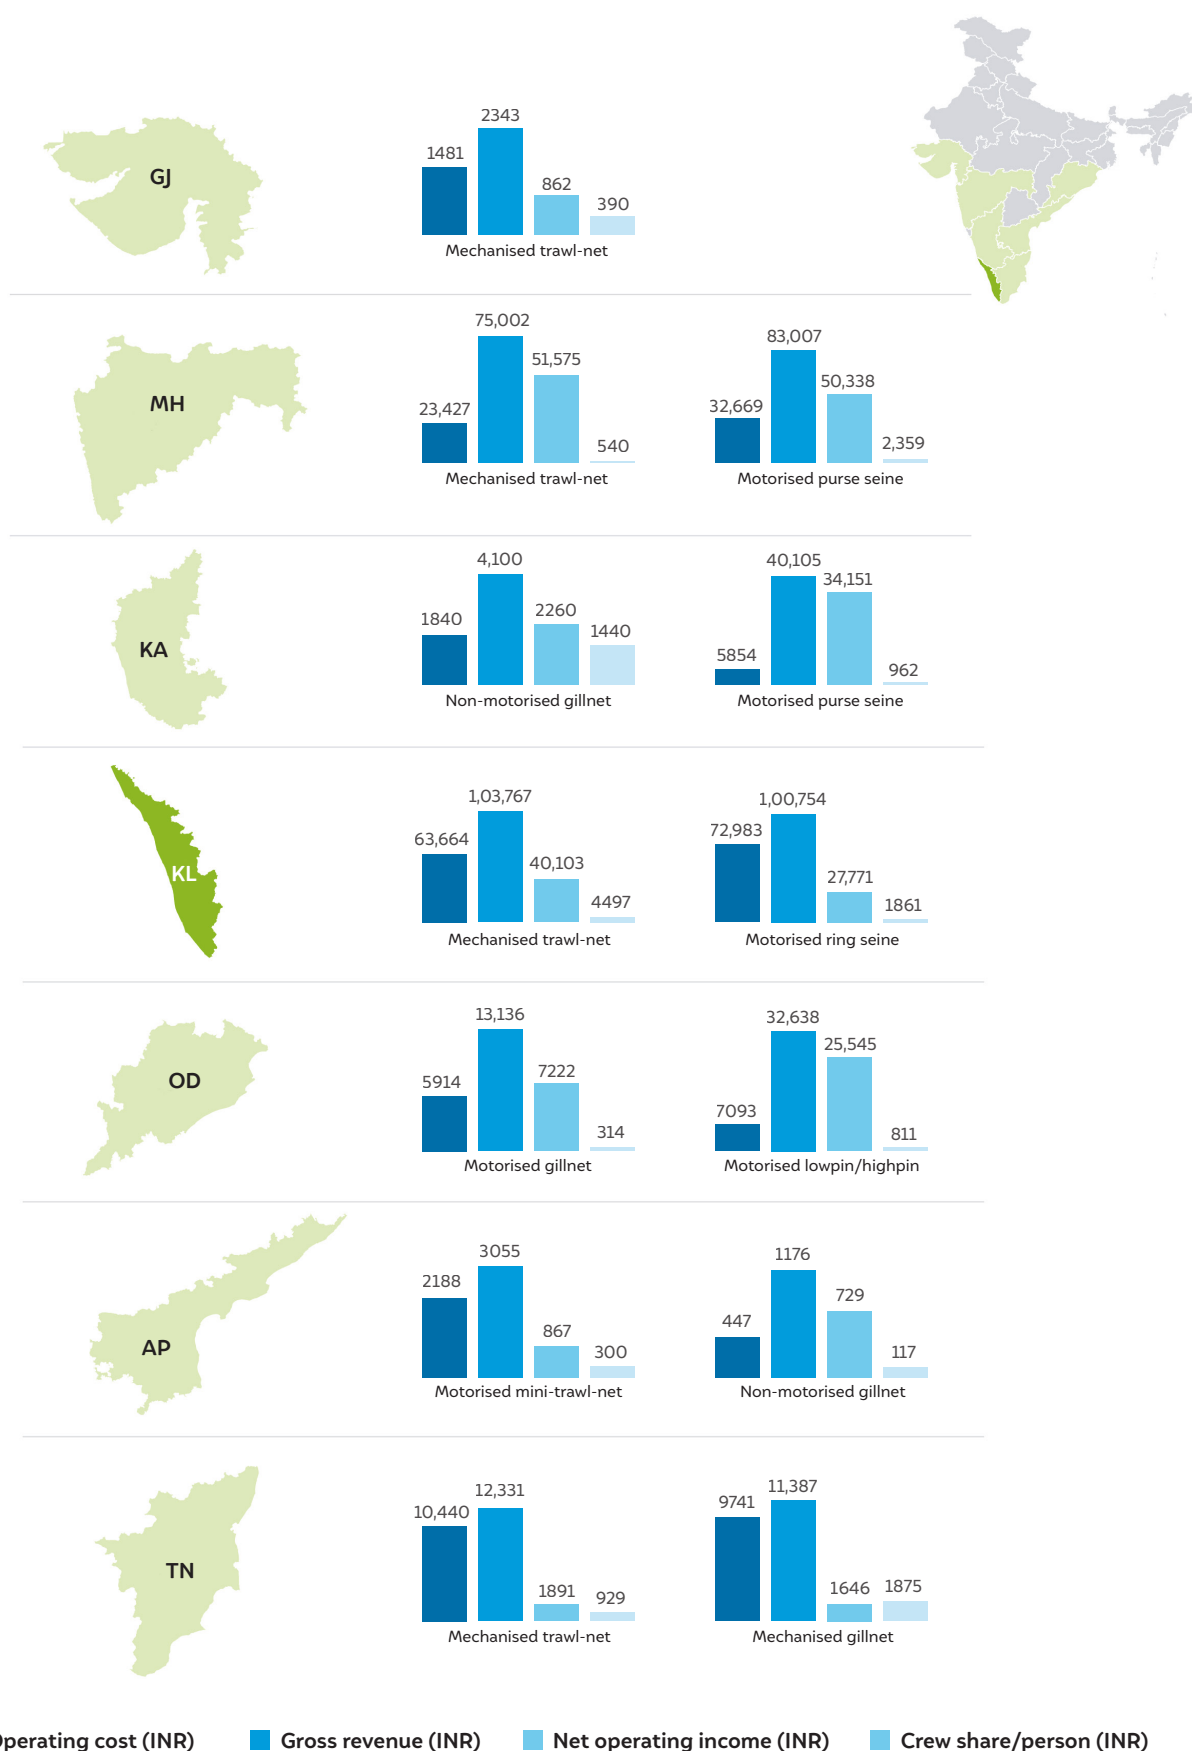 GJ
2343
1481
862
390
Mechanised trawl-net
MH
75,002
51,575
23,427
540
Mechanised trawl-net
83,007
50,338
32,669
2,359
Motorised purse seine
KA
4,100
2260
1840
1440
Non-motorised gillnet
40,105
34,151
5854
962
Motorised purse seine
KL
1,03,767
63,664
40,103
4497
Mechanised trawl-net
1,00,754
72,983
27,771
1861
Motorised ring seine
OD
13,136
7222
5914
314
Motorised gillnet
32,638
25,545
7093
811
Motorised lowpin/highpin
AP
3055
2188
867
300
Motorised mini-trawl-net
1176
729
447
117
Non-motorised gillnet
TN
12,331
10,440
1891
929
Mechanised trawl-net
11,387
9741
1646
1875
Mechanised gillnet
perating cost (INR) Gross revenue (INR) Net operating income (INR) Crew share/person (INR)